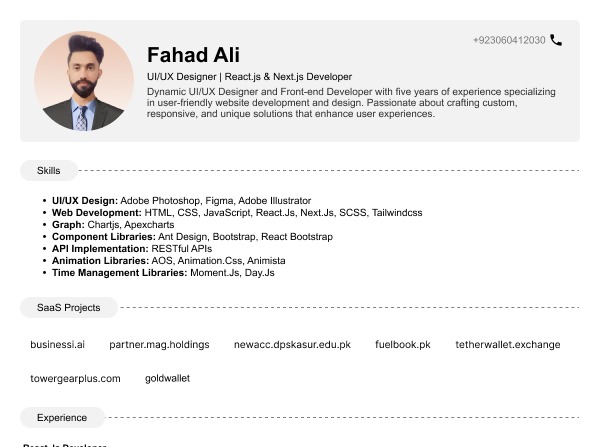 +923060412030
Fahad Ali
UI/UX Designer | React.js & Next.js Developer
Dynamic UI/UX Designer and Front-end Developer with five years of experience specializing
in user-friendly website development and design. Passionate about crafting custom,
responsive, and unique solutions that enhance user experiences.
Skills
• UI/UX Design: Adobe Photoshop, Figma, Adobe Illustrator
• Web Development: HTML, CSS, JavaScript, React.Js, Next.Js, SCSS, Tailwindcss
• Graph: Chartjs, Apexcharts
• Component Libraries: Ant Design, Bootstrap, React Bootstrap
• API Implementation: RESTful APIs
• Animation Libraries: AOS, Animation.Css, Animista
• Time Management Libraries: Moment.Js, Day.Js
SaaS Projects
businessi.ai partner.mag.holdings newacc.dpskasur.edu.pk fuelbook.pk tetherwallet.exchange
towergearplus.com goldwallet
Experience